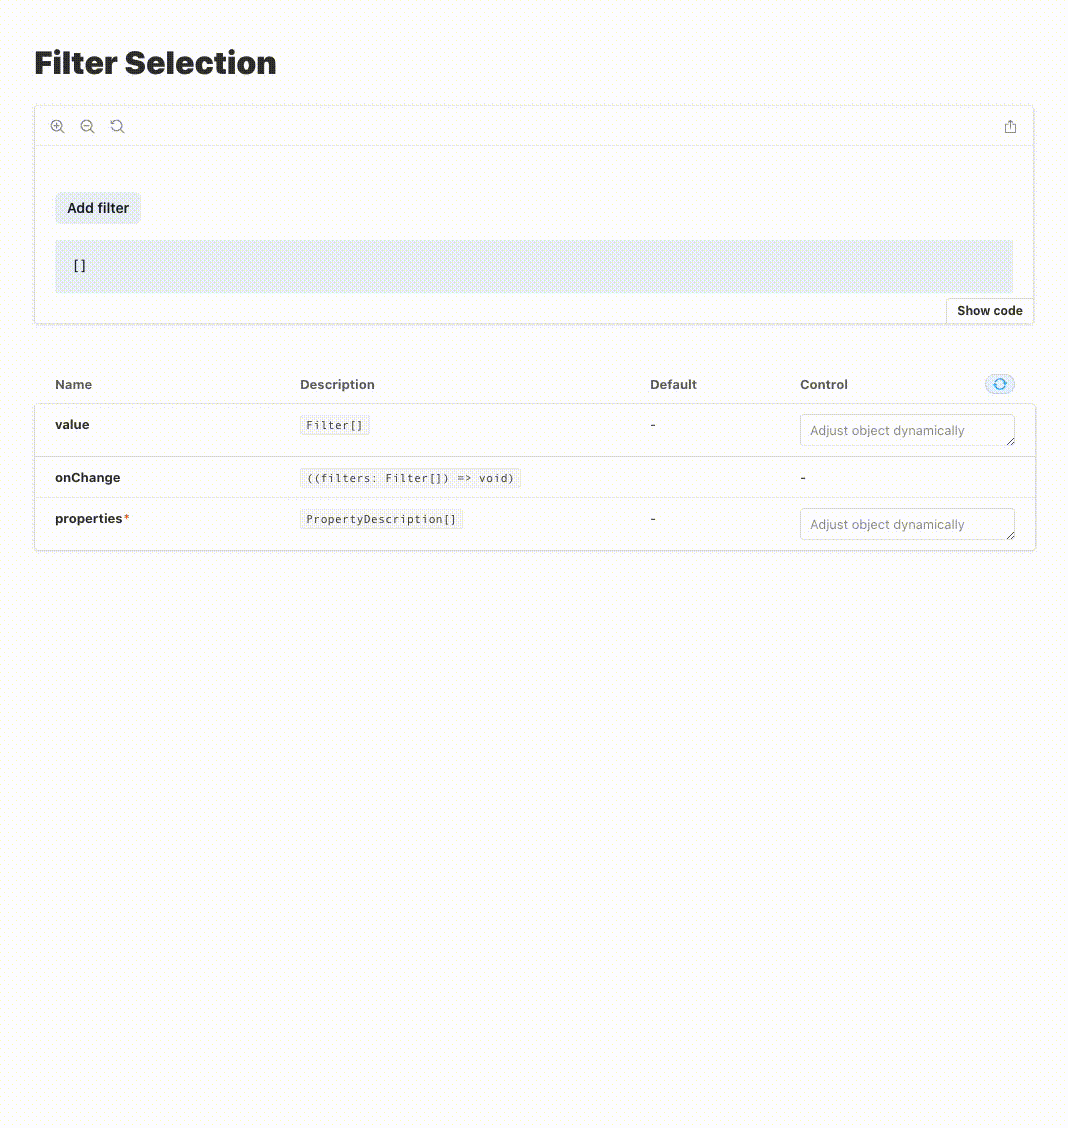 Filter Selection
Add filter
[]
Show code
Name Description Default Control
value Filter[] - Adjust object dynamically
onChange ((filters: Filter[]) => void) -
properties* PropertyDescription[] - Adjust object dynamically